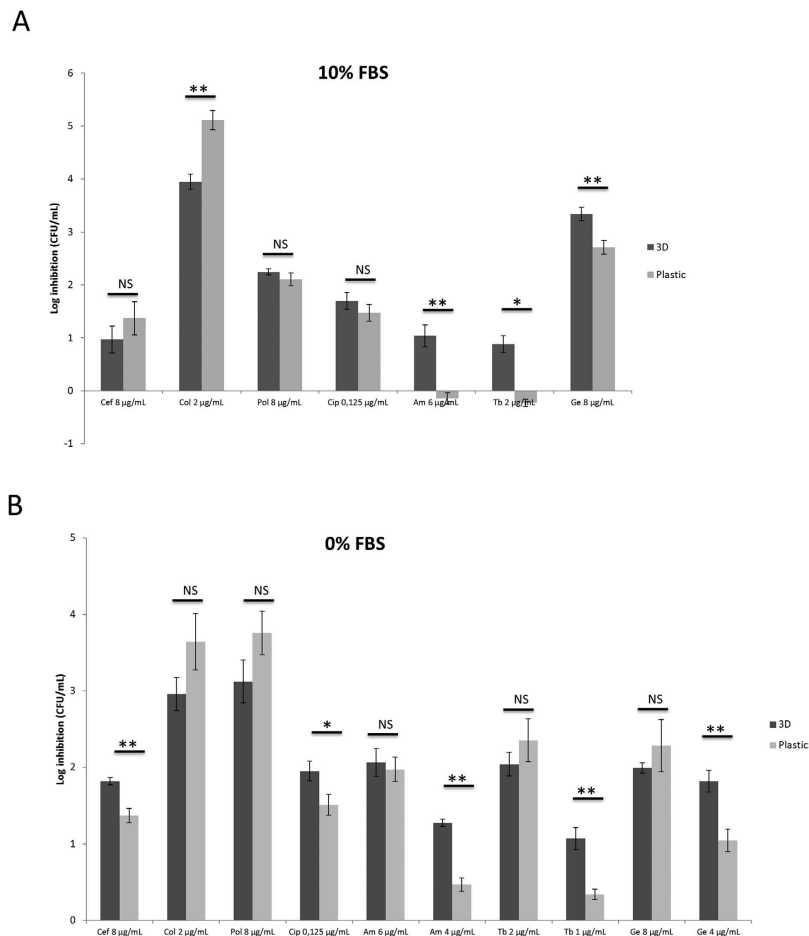 A
10% FBS
Log inhibition (CFU/mL)
6
5
4
3
2
1
0
-1
NS
**
NS
NS
**
*
**
Cef 8 µg/mL
Col 2 µg/mL
Pol 8 µg/mL
Cip 0,125 µg/mL
Am 6 µg/mL
Tb 2 µg/mL
Ge 8 µg/mL
3D
Plastic
B
0% FBS
Log inhibition (CFU/mL)
5
4
3
2
1
0
**
NS
NS
*
NS
**
NS
**
NS
**
Cef 8 µg/mL
Col 2 µg/mL
Pol 8 µg/mL
Cip 0,125 µg/mL
Am 6 µg/mL
Am 4 µg/mL
Tb 2 µg/mL
Tb 1 µg/mL
Ge 8 µg/mL
Ge 4 µg/mL
3D
Plastic